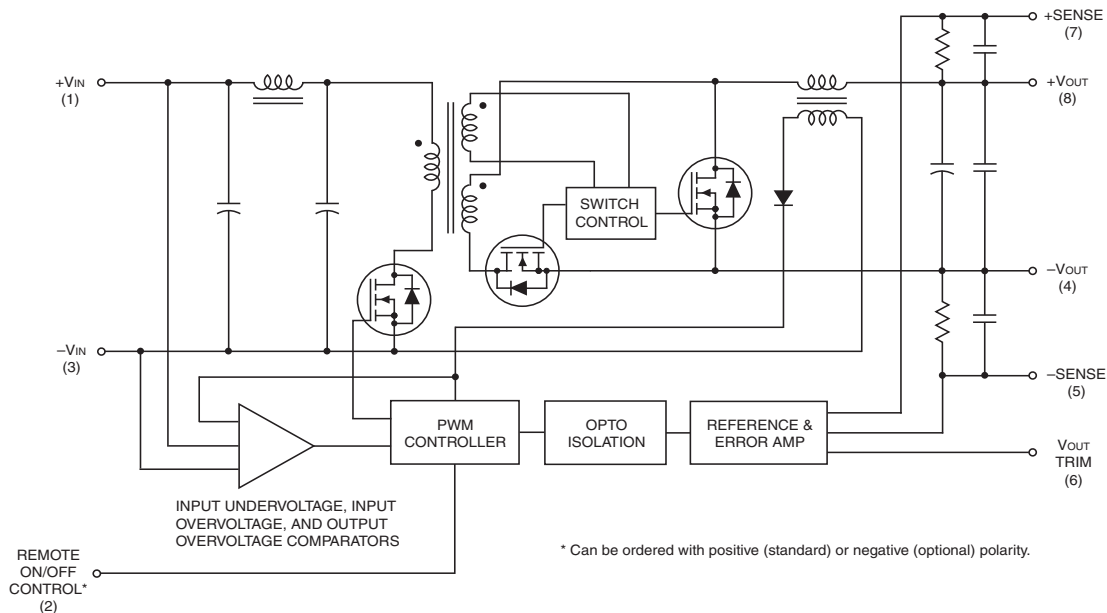 +SENSE
(7)
+VIN
(1)
+VOUT
(8)
SWITCH
CONTROL
–VOUT
(4)
–VIN
(3)
–SENSE
(5)
PWM
CONTROLLER
OPTO
ISOLATION
REFERENCE &
ERROR AMP
VOUT
TRIM
(6)
INPUT UNDERVOLTAGE, INPUT
OVERVOLTAGE, AND OUTPUT
OVERVOLTAGE COMPARATORS
REMOTE
ON/OFF
CONTROL*
(2)
* Can be ordered with positive (standard) or negative (optional) polarity.